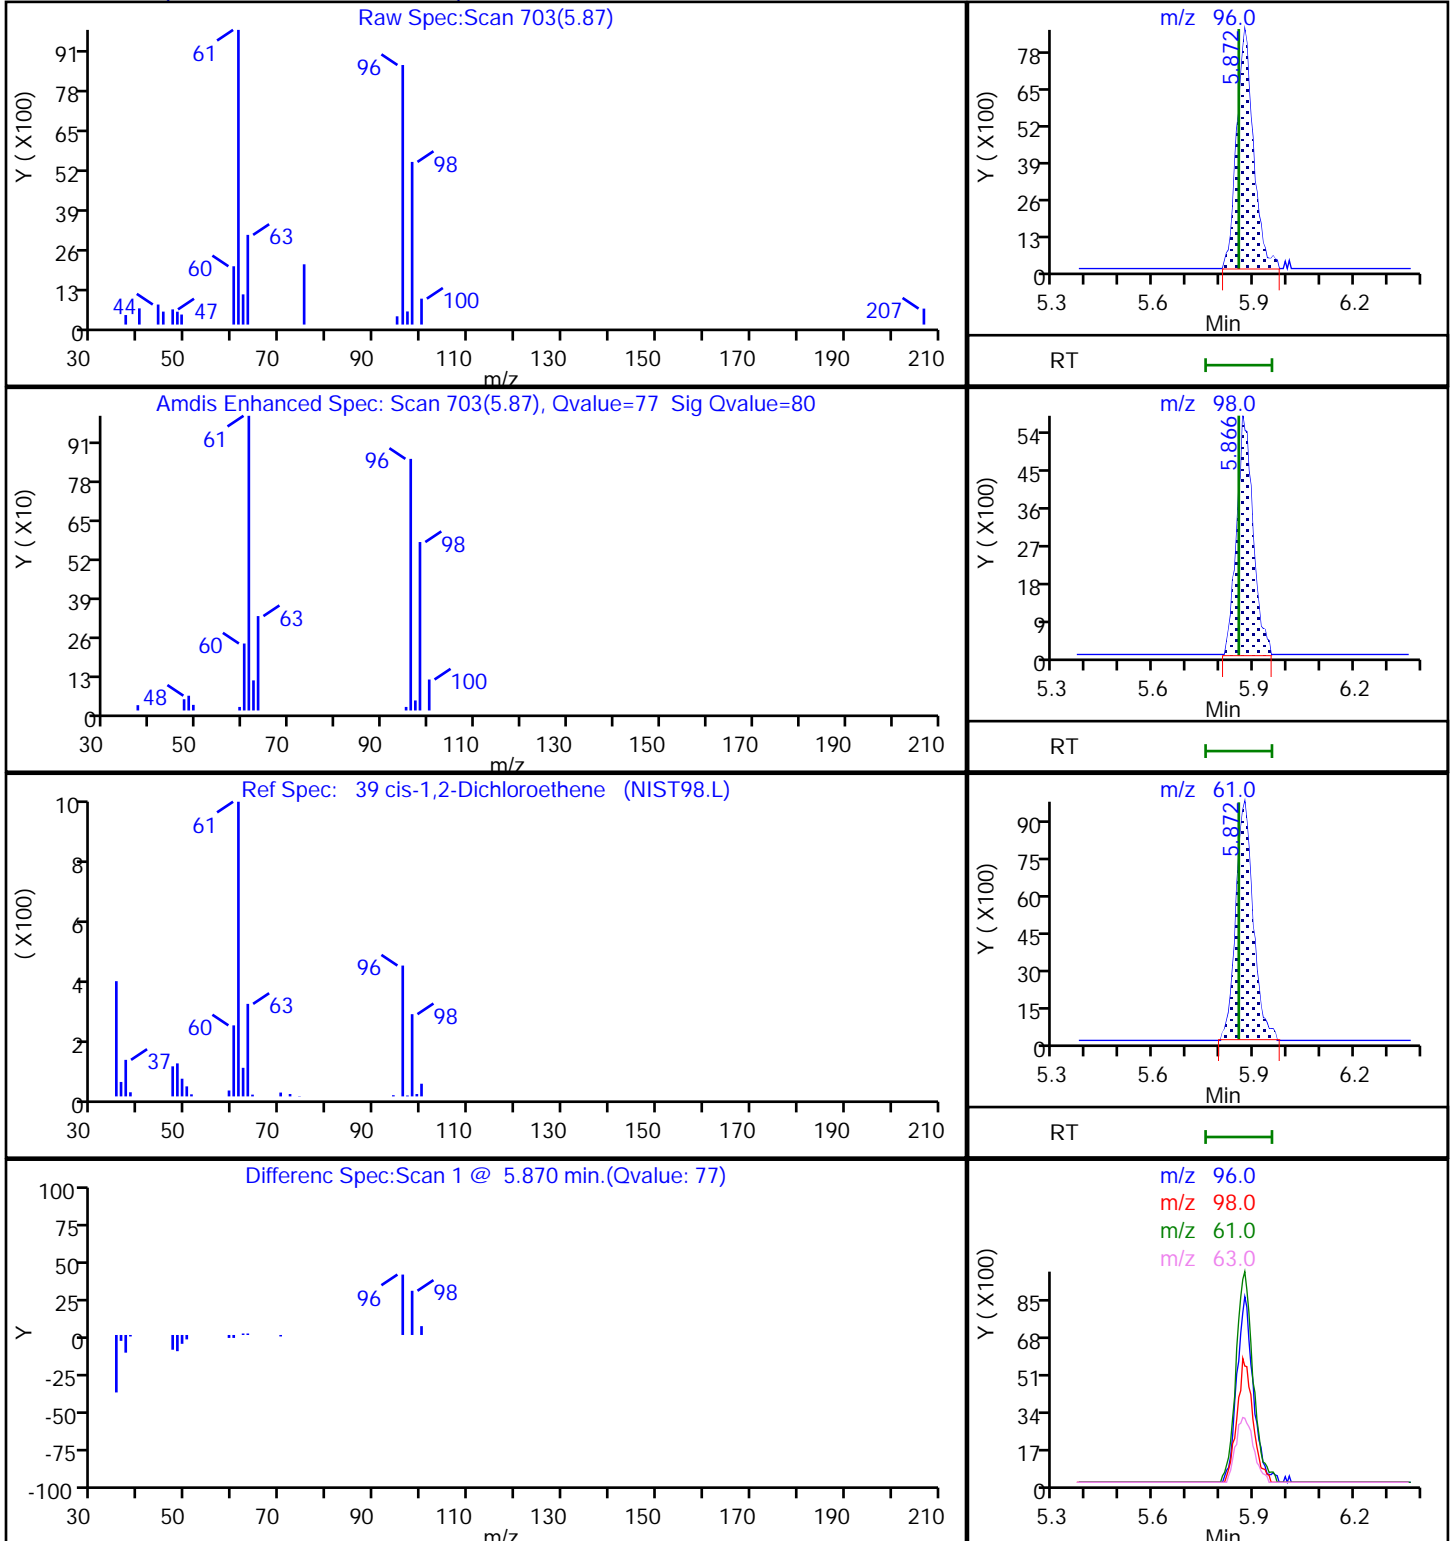 Raw Spec:Scan 703(5.87)
Y ( X100)
91
78
65
52
39
26
13
0
61
96
98
63
60
44
47
100
207
30 50 70 90 110 130 150 170 190 210
m/z
m/z 96.0
Y ( X100)
78
65
52
39
26
13
0
5.872
5.3 5.6 5.9 6.2
Min
RT
Amdis Enhanced Spec: Scan 703(5.87), Qvalue=77 Sig Qvalue=80
Y ( X10)
91
78
65
52
39
26
13
0
61
96
98
63
60
48
100
30 50 70 90 110 130 150 170 190 210
m/z
m/z 98.0
Y ( X100)
54
45
36
27
18
9
0
5.866
5.3 5.6 5.9 6.2
Min
RT
Ref Spec: 39 cis-1,2-Dichloroethene (NIST98.L)
( X100)
10
8
6
4
2
0
61
96
98
63
60
37
30 50 70 90 110 130 150 170 190 210
m/z 61.0
Y ( X100)
90
75
60
45
30
15
0
5.872
5.3 5.6 5.9 6.2
Min
RT
Differenc Spec:Scan 1 @ 5.870 min.(Qvalue: 77)
Y
100
75
50
25
0
-25
-50
-75
-100
96
98
30 50 70 90 110 130 150 170 190 210
m/z
m/z 96.0
m/z 98.0
m/z 61.0
m/z 63.0
Y ( X100)
85
68
51
34
17
0
5.3 5.6 5.9 6.2
Min